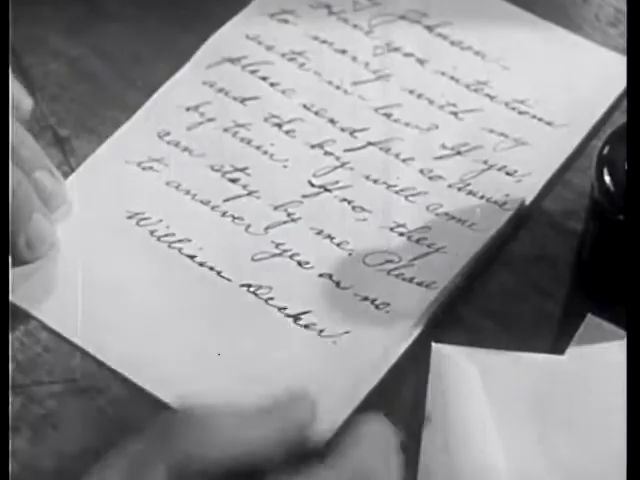 Johnson.
Have you intentions
to marry with my
sister-in-law? If yes,
please send fare so Annie
and the boy will come
by train. If no, they
can stay by me. Please
to answer yes or no.
William Decker.